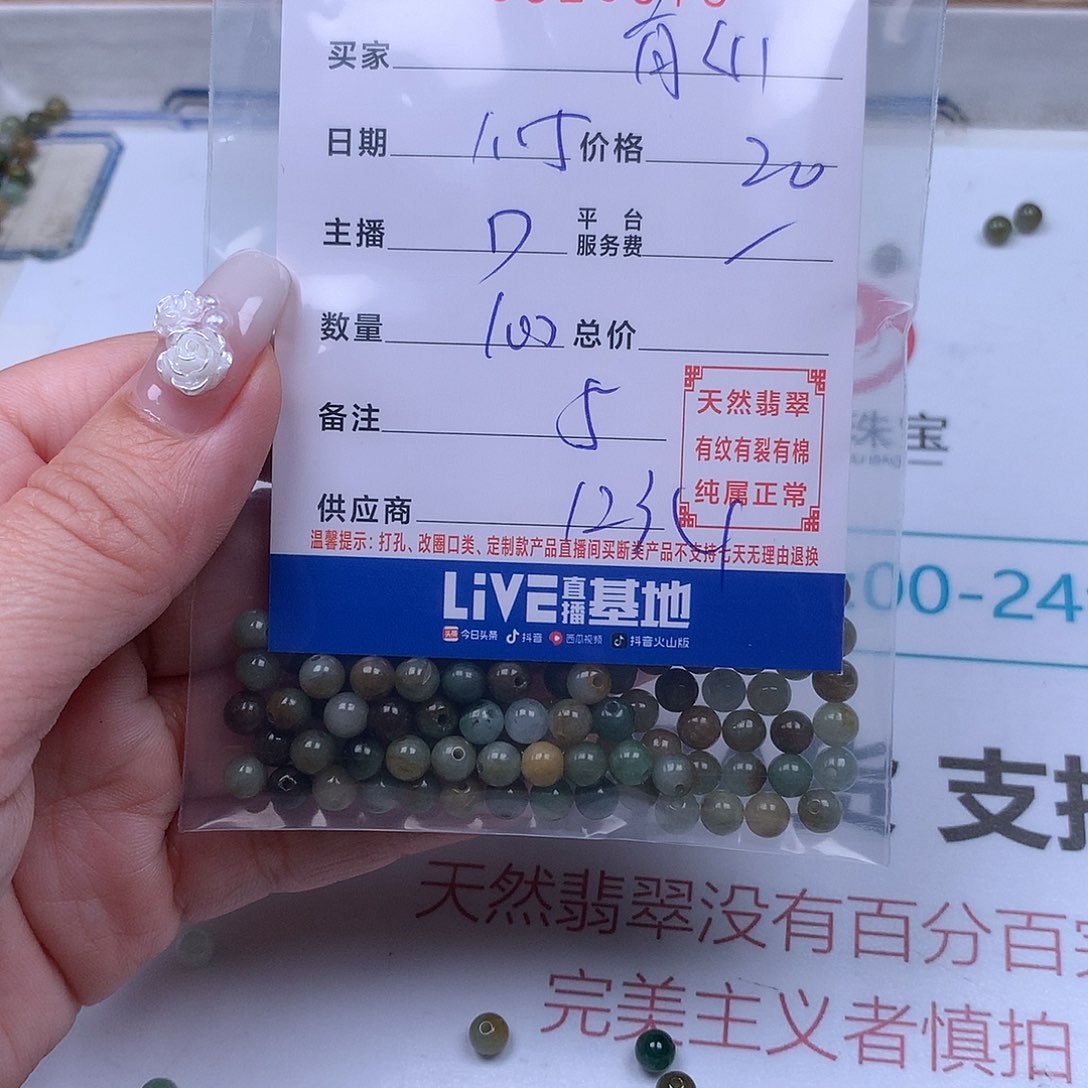 买家
日期 1.15 价格 20
主播 D 平台服务费 /
数量 100 总价
备注 5
天然翡翠
有纹有裂有棉
纯属正常
供应商 1234
温馨提示：打孔、改圈口类、定制款产品直播间买断类产品不支持七天无理由退换
LiVE直播基地
今日头条 抖音 西瓜视频 抖音火山版
珠宝
:00-24
支
天然翡翠没有百分百
完美主义者慎拍